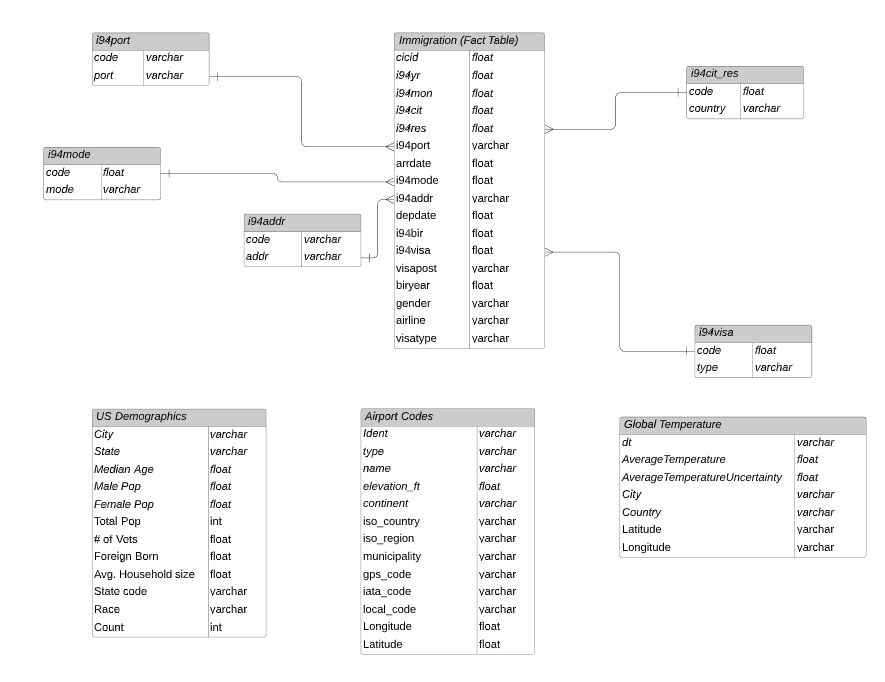 i94port
code varchar
port varchar
Immigration (Fact Table)
cicid float
i94yr float
i94mon float
i94cit float
i94res float
i94port varchar
arrdate float
i94mode float
i94addr varchar
depdate float
i94bir float
i94visa float
visapost varchar
biryear float
gender varchar
airline varchar
visatype varchar
i94cit_res
code float
country varchar
i94mode
code float
mode varchar
i94addr
code varchar
addr varchar
i94visa
code float
type varchar
US Demographics
City varchar
State varchar
Median Age float
Male Pop float
Female Pop float
Total Pop int
# of Vets float
Foreign Born float
Avg. Household size float
State code varchar
Race varchar
Count int
Airport Codes
Ident varchar
type varchar
name varchar
elevation_ft float
continent varchar
iso_country varchar
iso_region varchar
municipality varchar
gps_code varchar
iata_code varchar
local_code varchar
Longitude float
Latitude float
Global Temperature
dt varchar
AverageTemperature float
AverageTemperatureUncertainty float
City varchar
Country varchar
Latitude varchar
Longitude varchar